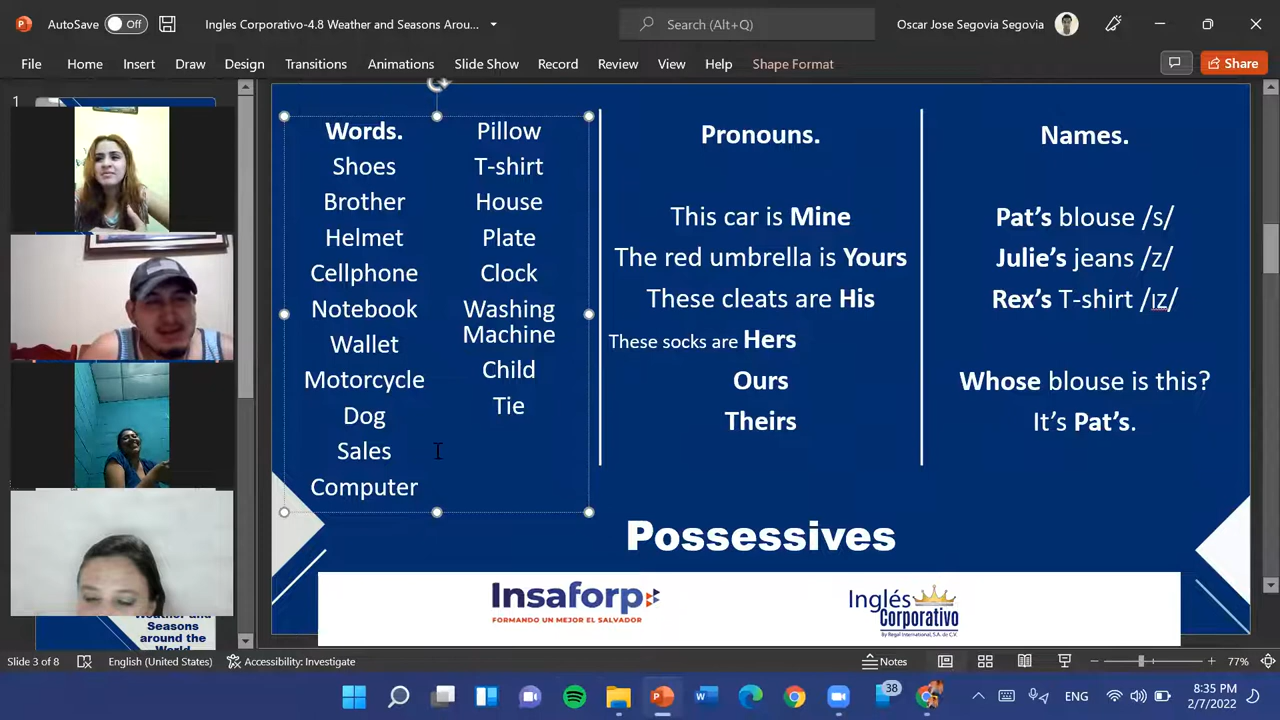 AutoSave
Off
Ingles Corporativo-4.8 Weather and Seasons Arou...
Search (Alt+Q)
Oscar Jose Segovia Segovia
File
Home
Insert
Draw
Design
Transitions
Animations
Slide Show
Record
Review
View
Help
Shape Format
Share
1
Words.
Shoes
Brother
Helmet
Cellphone
Notebook
Wallet
Motorcycle
Dog
Sales
Computer
Pillow
T-shirt
House
Plate
Clock
Washing
Machine
Child
Tie
Pronouns.
This car is Mine
The red umbrella is Yours
These cleats are His
These socks are Hers
Ours
Theirs
Names.
Pat's blouse /s/
Julie's jeans /z/
Rex's T-shirt /ɪz/
Whose blouse is this?
It's Pat's.
Possessives
Insaforp
FORMANDO UN MEJOR EL SALVADOR
Inglés
Corporativo
By Regal International, S.A. de C.V.
Seasons
around the
Slide 3 of 8
English (United States)
Accessibility: Investigate
Notes
77%
38
ENG
8:35 PM
2/7/2022